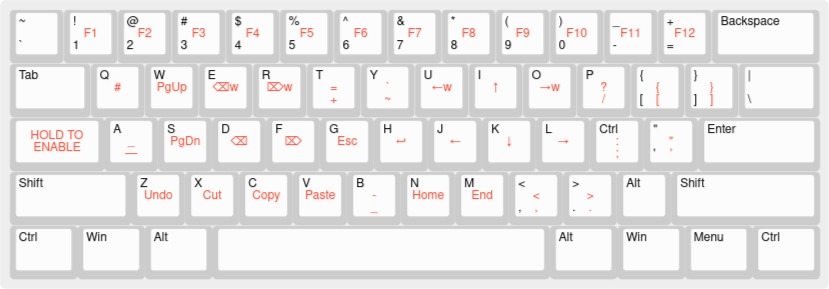 ~ ! F1 @ F2 # F3 $ F4 % F5 ^ F6 & F7 * F8 ( F9 ) F10 _ F11 + F12 Backspace
` 1 2 3 4 5 6 7 8 9 0 - =
Tab Q # W PgUp E ⌫w R ⌦w T = Y ` U ←w I ↑ O →w P ? { { } } |
+ ~ / [ [ ] ] \
HOLD TO A _ S PgDn D ⌫ F ⌦ G Esc H ↩ J ← K ↓ L → Ctrl : " " Enter
ENABLE __ ; ' '
Shift Z Undo X Cut C Copy V Paste B - N Home M End < < > > Alt Shift
_ , , . .
Ctrl Win Alt Alt Win Menu Ctrl